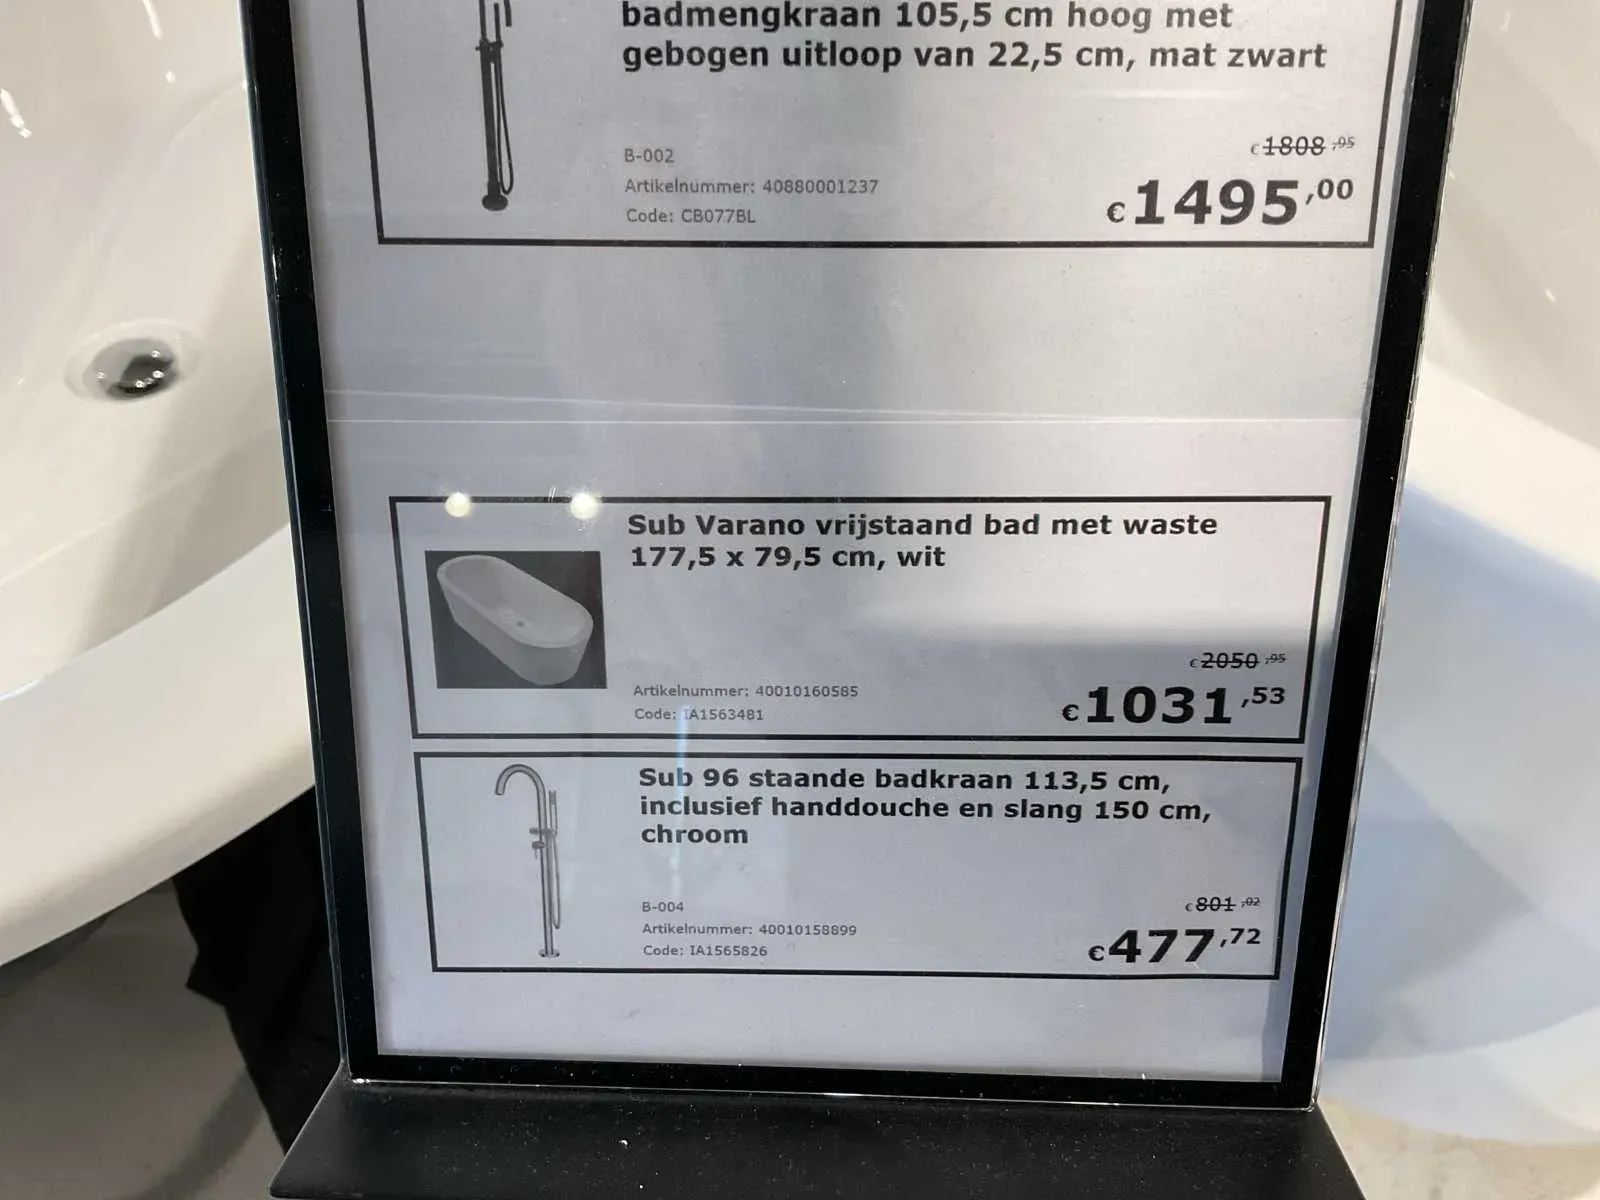 badmengkraan 105,5 cm hoog met
gebogen uitloop van 22,5 cm, mat zwart
B-002
Artikelnummer: 40880001237
Code: CB077BL
€1808,95
€1495,00
Sub Varano vrijstaand bad met waste
177,5 x 79,5 cm, wit
Artikelnummer: 40010160585
Code: IA1563481
€2050,95
€1031,53
Sub 96 staande badkraan 113,5 cm,
inclusief handdouche en slang 150 cm,
chroom
B-004
Artikelnummer: 40010158899
Code: IA1565826
€801,02
€477,72